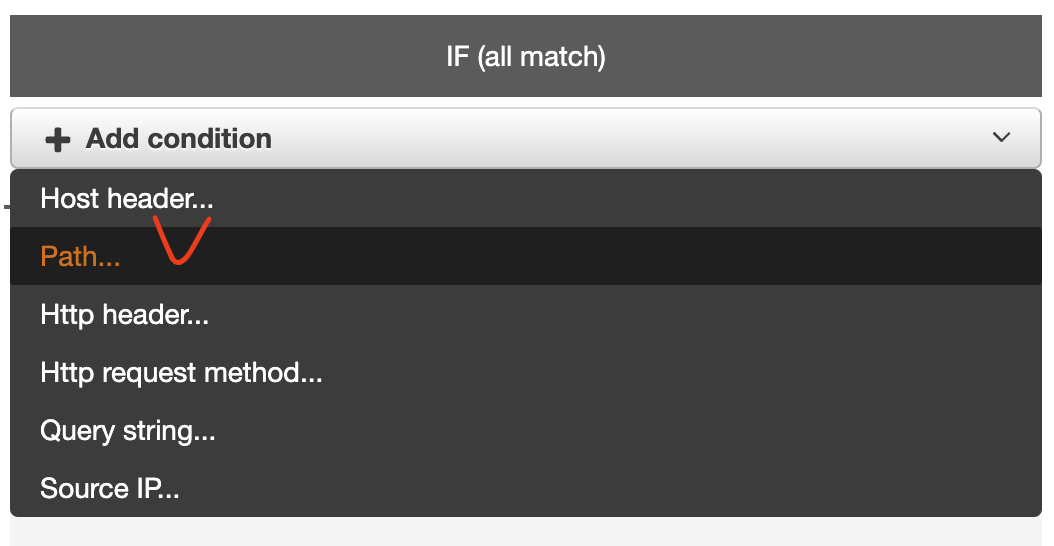 IF (all match)
Add condition
Host header...
Path...
Http header...
Http request method...
Query string...
Source IP...